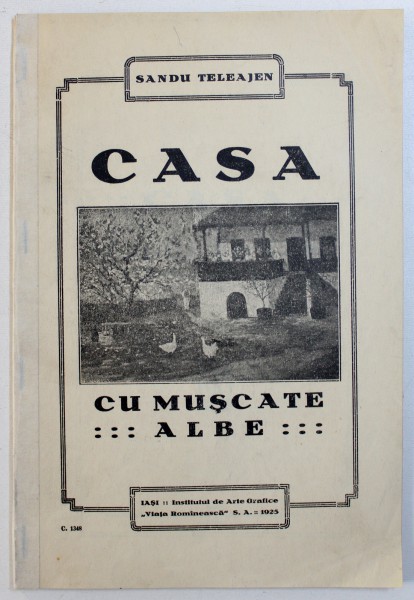 SANDU TELEAJEN
CASA
CU MUŞCATE
::: ALBE :::
IAŞI :: Institutul de Arte Grafice
„Viaţa Romînească” S. A. = 1925
C. 1348